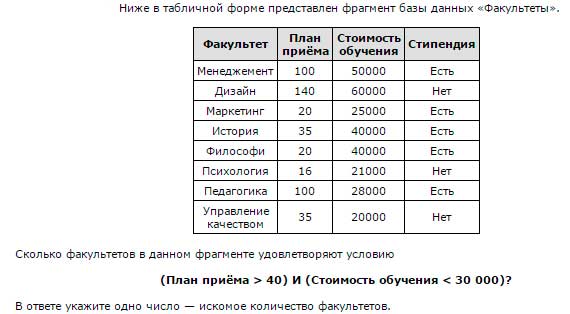 Ниже в табличной форме представлен фрагмент базы данных «Факультеты».
Факультет План приёма Стоимость обучения Стипендия
Менеджмент 100 50000 Есть
Дизайн 140 60000 Нет
Маркетинг 20 25000 Есть
История 35 40000 Есть
Философи 20 40000 Есть
Психология 16 21000 Нет
Педагогика 100 28000 Есть
Управление качеством 35 20000 Нет
Сколько факультетов в данном фрагменте удовлетворяют условию
(План приёма > 40) И (Стоимость обучения < 30 000)?
В ответе укажите одно число — искомое количество факультетов.